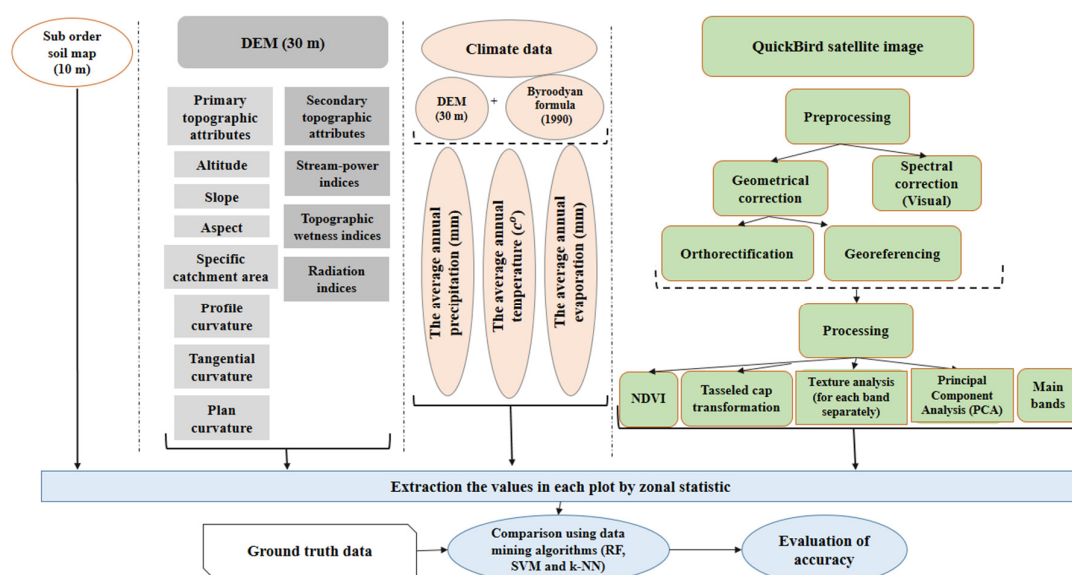 Sub order
soil map
(10 m)
DEM (30 m)
Primary
topographic
attributes
Altitude
Slope
Aspect
Specific
catchment area
Profile
curvature
Tangential
curvature
Plan
curvature
Secondary
topographic
attributes
Stream-power
indices
Topographic
wetness indices
Radiation
indices
Climate data
DEM
(30 m)
+
Byroodyan
formula
(1990)
The average annual
precipitation (mm)
The average annual
temperature (c°)
The average annual
evaporation (mm)
QuickBird satellite image
Preprocessing
Geometrical
correction
Spectral
correction
(Visual)
Orthorectification
Georeferencing
Processing
NDVI
Tasseled cap
transformation
Texture analysis
(for each band
separately)
Principal
Component
Analysis (PCA)
Main
bands
Extraction the values in each plot by zonal statistic
Ground truth data
Comparison using data
mining algorithms (RF,
SVM and k-NN)
Evaluation of
accuracy